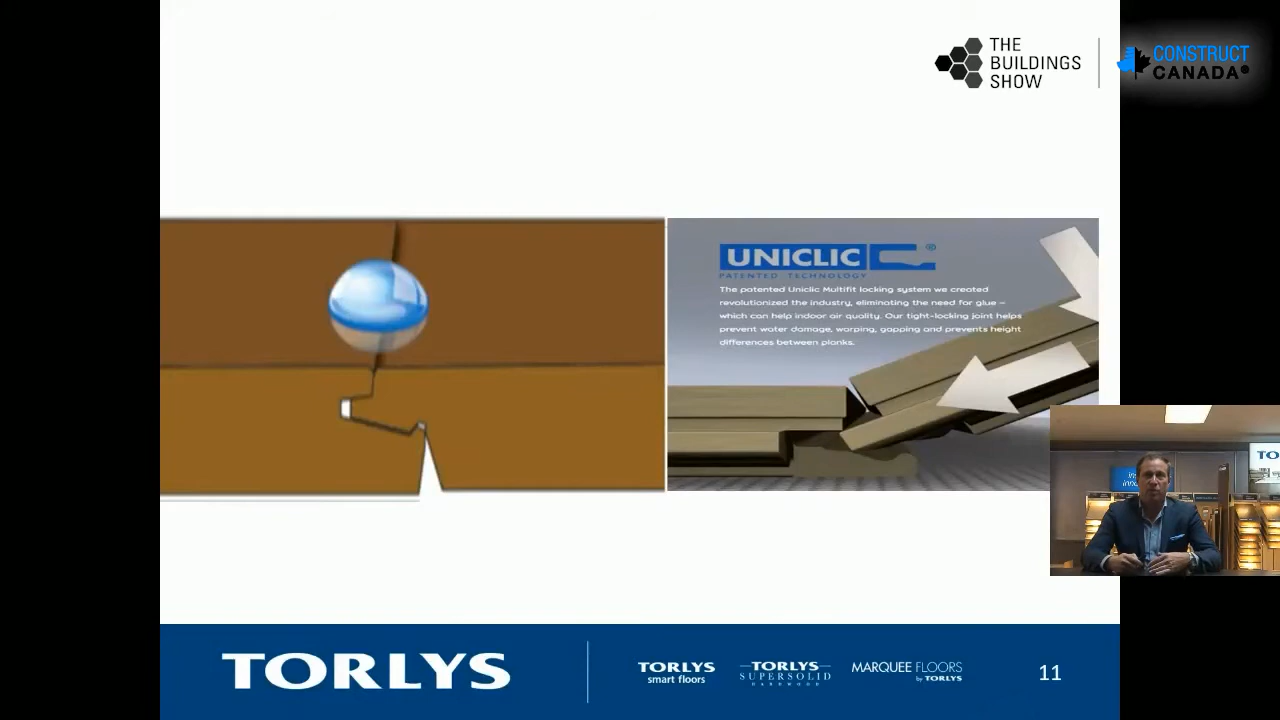 THE
BUILDINGS
SHOW
CONSTRUCT
CANADA®
UNICLIC®
PATENTED TECHNOLOGY
The patented Uniclic Multifit locking system we created
revolutionized the industry, eliminating the need for glue –
which can help indoor air quality. Our tight-locking joint helps
prevent water damage, warping, gapping and prevents height
differences between planks.
TO
TORLYS
TORLYS
smart floors
TORLYS
SUPERSOLID
HARDWOOD
MARQUEE FLOORS
by TORLYS
11